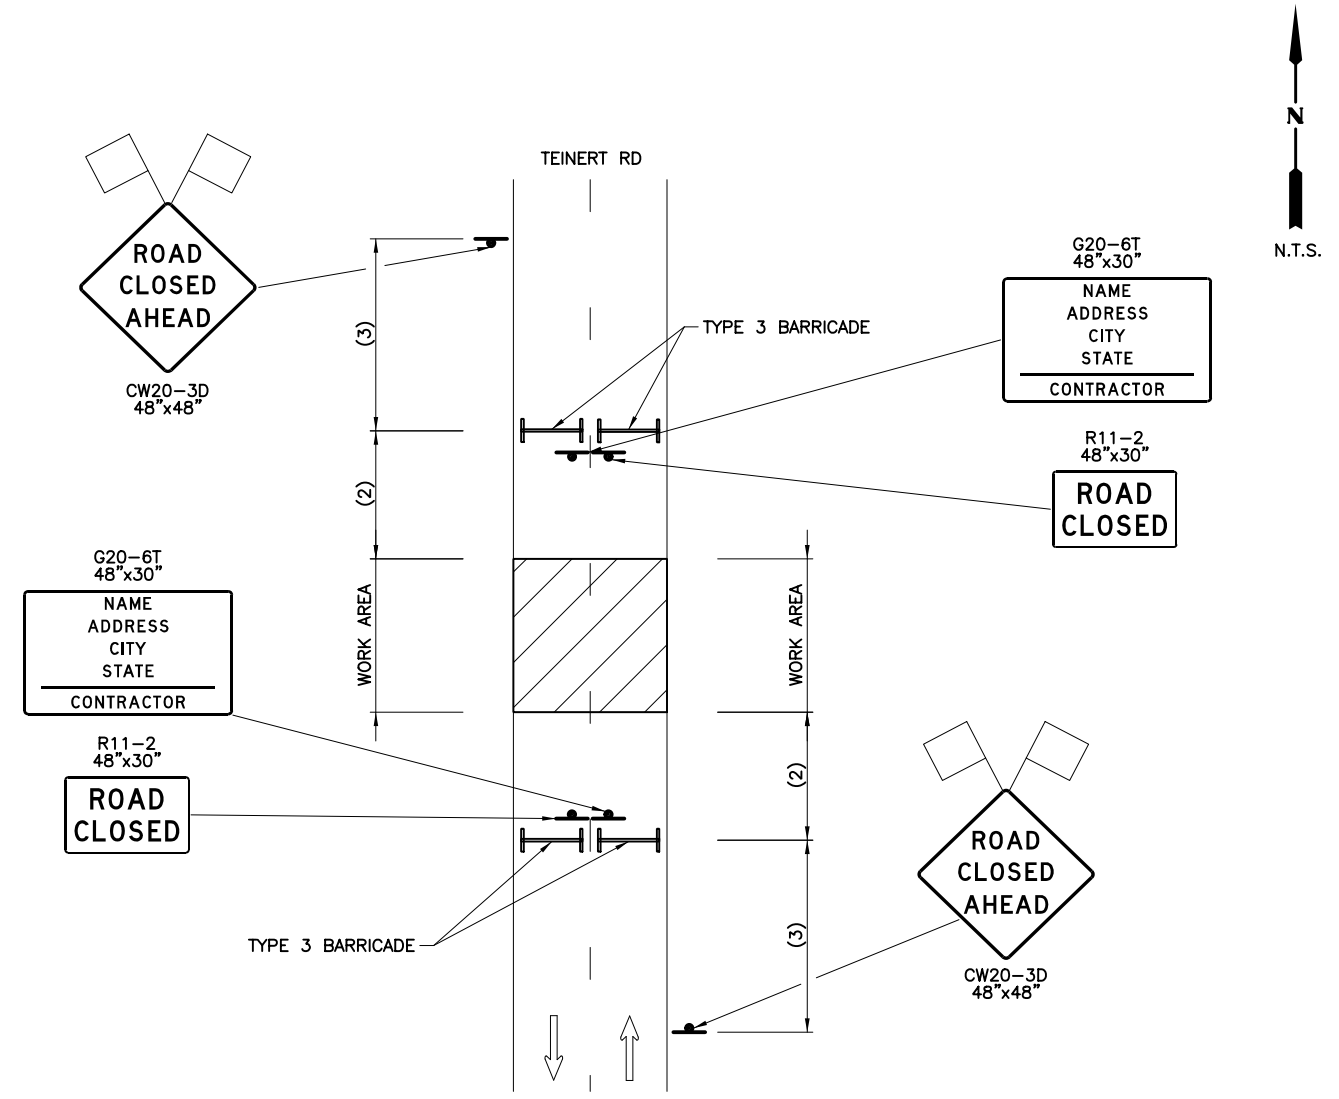 N
N.T.S.
TEINERT RD
ROAD
CLOSED
AHEAD
CW20-3D
48"x48"
(3)
TYPE 3 BARRICADE
G20-6T
48"x30"
NAME
ADDRESS
CITY
STATE
CONTRACTOR
R11-2
48"x30"
ROAD
CLOSED
(2)
WORK AREA
WORK AREA
G20-6T
48"x30"
NAME
ADDRESS
CITY
STATE
CONTRACTOR
R11-2
48"x30"
ROAD
CLOSED
(2)
TYPE 3 BARRICADE
(3)
ROAD
CLOSED
AHEAD
CW20-3D
48"x48"